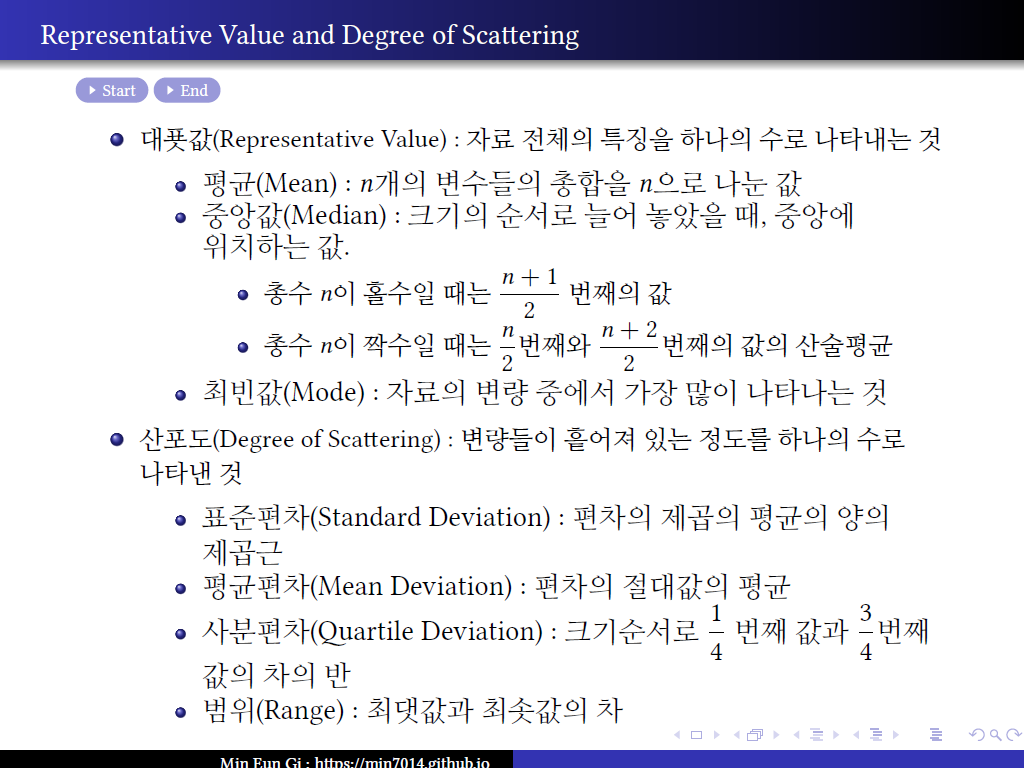 Representative Value and Degree of Scattering
Start End
대푯값(Representative Value) : 자료 전체의 특징을 하나의 수로 나타내는 것
평균(Mean) : n개의 변수들의 총합을 n으로 나눈 값
중앙값(Median) : 크기의 순서로 늘어 놓았을 때, 중앙에
위치하는 값.
총수 n이 홀수일 때는 \frac{n+1}{2} 번째의 값
총수 n이 짝수일 때는 \frac{n}{2}번째와 \frac{n+2}{2}번째의 값의 산술평균
최빈값(Mode) : 자료의 변량 중에서 가장 많이 나타나는 것
산포도(Degree of Scattering) : 변량들이 흩어져 있는 정도를 하나의 수로
나타낸 것
표준편차(Standard Deviation) : 편차의 제곱의 평균의 양의
제곱근
평균편차(Mean Deviation) : 편차의 절대값의 평균
사분편차(Quartile Deviation) : 크기순서로 \frac{1}{4} 번째 값과 \frac{3}{4}번째
값의 차의 반
범위(Range) : 최댓값과 최솟값의 차
Min Eun Gi : https://min7014.github.io